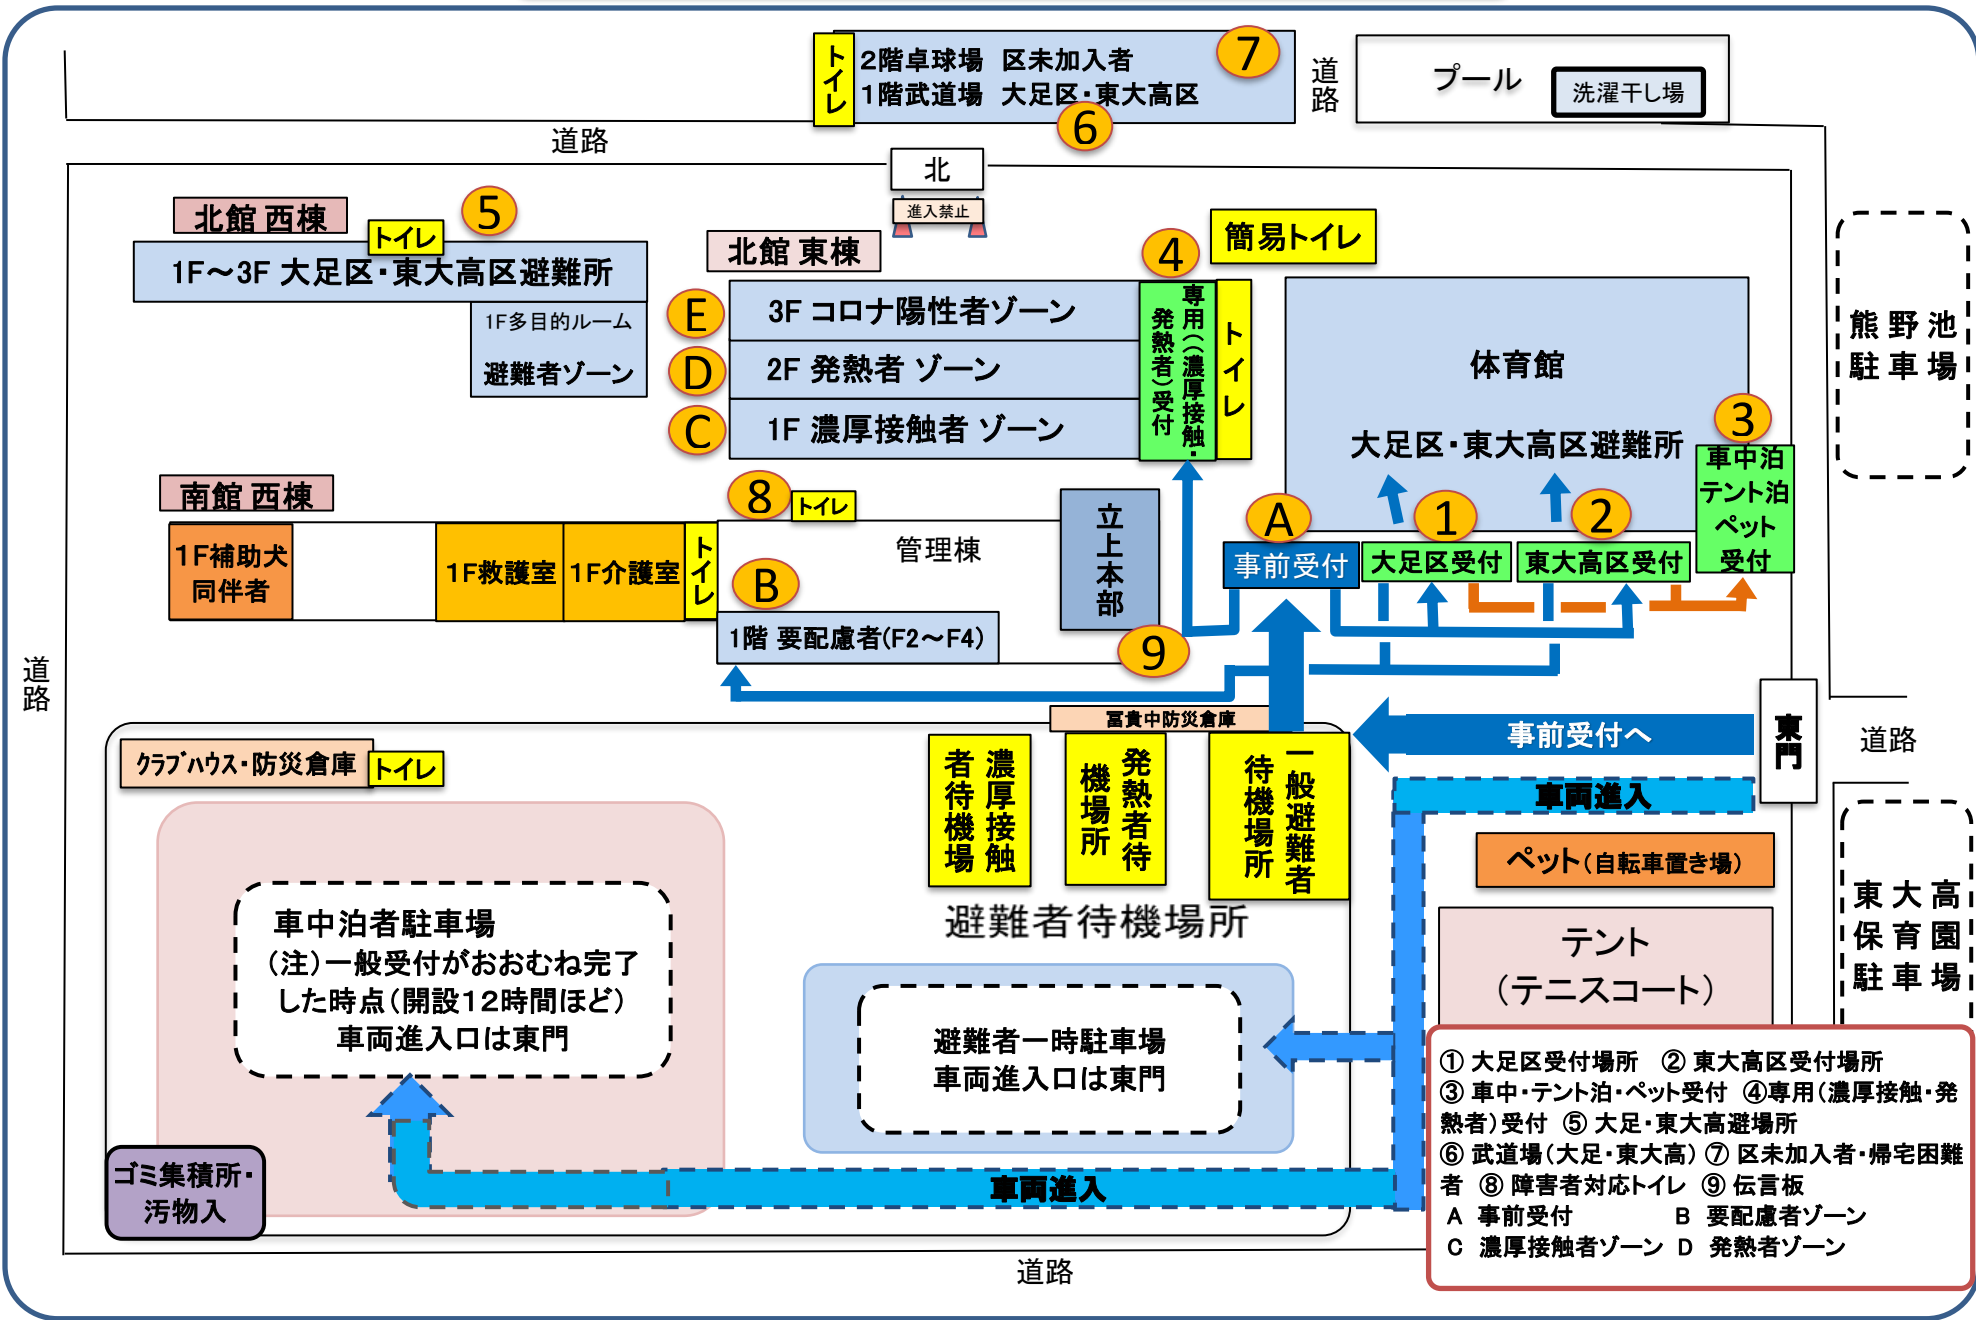 2階卓球場 区未加入者
1階武道場 大足区・東大高区
トイレ
7
6
道路
プール
洗濯干し場
道路
北
進入禁止
北館 西棟
5
トイレ
1F～3F 大足区・東大高区避難所
1F多目的ルーム
避難者ゾーン
北館 東棟
4
簡易トイレ
E
3F コロナ陽性者ゾーン
D
2F 発熱者 ゾーン
C
1F 濃厚接触者 ゾーン
専用((濃厚接触・
発熱者)受付
トイレ
体育館
大足区・東大高区避難所
3
車中泊
テント泊
ペット
受付
熊野池
駐車場
南館 西棟
8
トイレ
1F補助犬
同伴者
1F救護室
1F介護室
トイレ
管理棟
B
1階 要配慮者(F2～F4)
立上本部
9
A
事前受付
1
大足区受付
2
東大高区受付
道路
東門
道路
事前受付へ
車両進入
冨貴中防災倉庫
クラブハウス・防災倉庫
トイレ
濃厚接触
者待機場
発熱者待
機場所
一般避難者
待機場所
避難者待機場所
ペット(自転車置き場)
テント
(テニスコート)
東大高
保育園
駐車場
車中泊者駐車場
(注)一般受付がおおむね完了
した時点(開設12時間ほど)
車両進入口は東門
避難者一時駐車場
車両進入口は東門
ゴミ集積所・
汚物入
車両進入
道路
① 大足区受付場所 ② 東大高区受付場所
③ 車中・テント泊・ペット受付 ④専用(濃厚接触・発
熱者)受付 ⑤ 大足・東大高避場所
⑥ 武道場(大足・東大高) ⑦ 区未加入者・帰宅困難
者 ⑧ 障害者対応トイレ ⑨ 伝言板
A 事前受付 B 要配慮者ゾーン
C 濃厚接触者ゾーン D 発熱者ゾーン